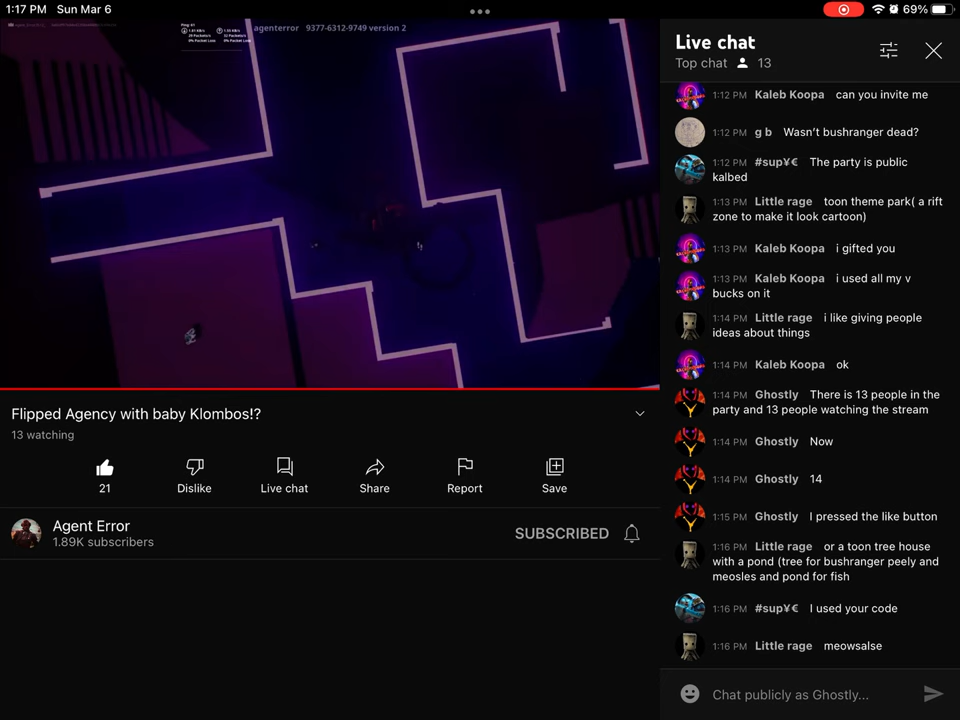 1:17 PM Sun Mar 6
69%
agenterror 9377-6312-9749 version 2
Live chat
Top chat 13
1:12 PM Kaleb Koopa can you invite me
1:12 PM g b Wasn't bushranger dead?
1:12 PM #sup¥€ The party is public
kalbed
1:13 PM Little rage toon theme park( a rift
zone to make it look cartoon)
1:13 PM Kaleb Koopa i gifted you
1:13 PM Kaleb Koopa i used all my v
bucks on it
1:14 PM Little rage i like giving people
ideas about things
1:14 PM Kaleb Koopa ok
1:14 PM Ghostly There is 13 people in the
party and 13 people watching the stream
1:14 PM Ghostly Now
1:14 PM Ghostly 14
1:15 PM Ghostly I pressed the like button
1:16 PM Little rage or a toon tree house
with a pond (tree for bushranger peely and
meosles and pond for fish
1:16 PM #sup¥€ I used your code
1:16 PM Little rage meowsalse
Chat publicly as Ghostly...
Flipped Agency with baby Klombos!?
13 watching
21 Dislike Live chat Share Report Save
Agent Error
1.89K subscribers
SUBSCRIBED